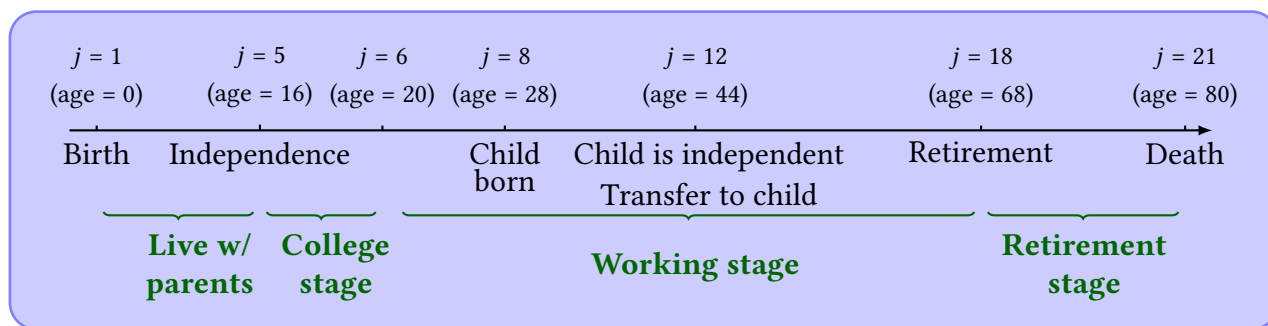 j = 1 j = 5 j = 6 j = 8 j = 12 j = 18 j = 21
(age = 0) (age = 16) (age = 20) (age = 28) (age = 44) (age = 68) (age = 80)
Birth Independence Child Child is independent Retirement Death
born Transfer to child
Live w/ College Working stage Retirement
parents stage stage